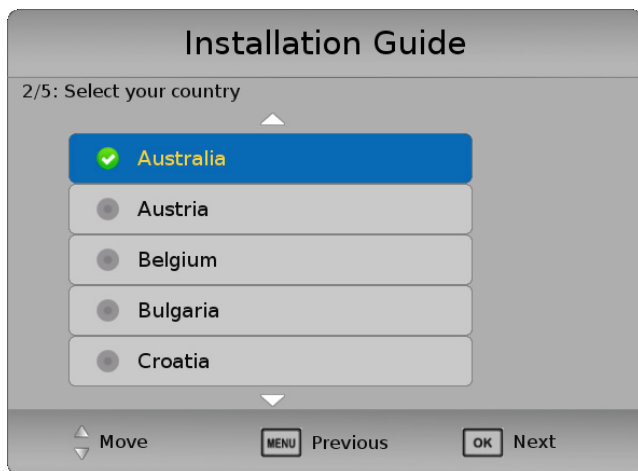 Installation Guide
2/5: Select your country
Australia
Austria
Belgium
Bulgaria
Croatia
Move MENU Previous OK Next